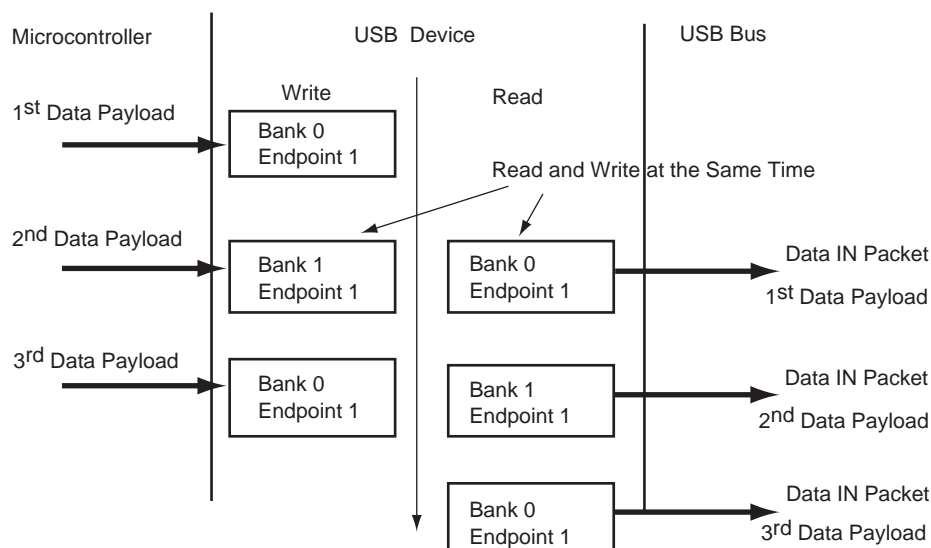 Microcontroller
USB Device
USB Bus
Write
Read
1st Data Payload
Bank 0
Endpoint 1
Read and Write at the Same Time
2nd Data Payload
Bank 1
Endpoint 1
Bank 0
Endpoint 1
Data IN Packet
1st Data Payload
3rd Data Payload
Bank 0
Endpoint 1
Bank 1
Endpoint 1
Data IN Packet
2nd Data Payload
Bank 0
Endpoint 1
Data IN Packet
3rd Data Payload